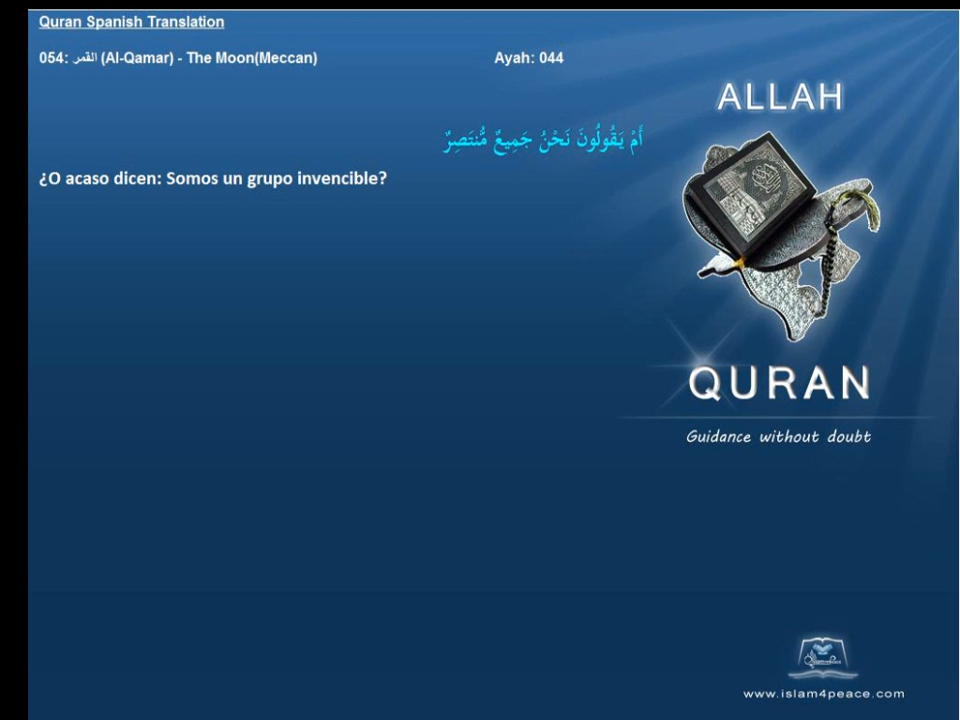 Quran Spanish Translation
054: القمر (Al-Qamar) - The Moon(Meccan) Ayah: 044
أَمْ يَقُولُونَ نَحْنُ جَمِيعٌ مُّنتَصِرٌ
¿O acaso dicen: Somos un grupo invencible?
ALLAH
QURAN
Guidance without doubt
www.islam4peace.com